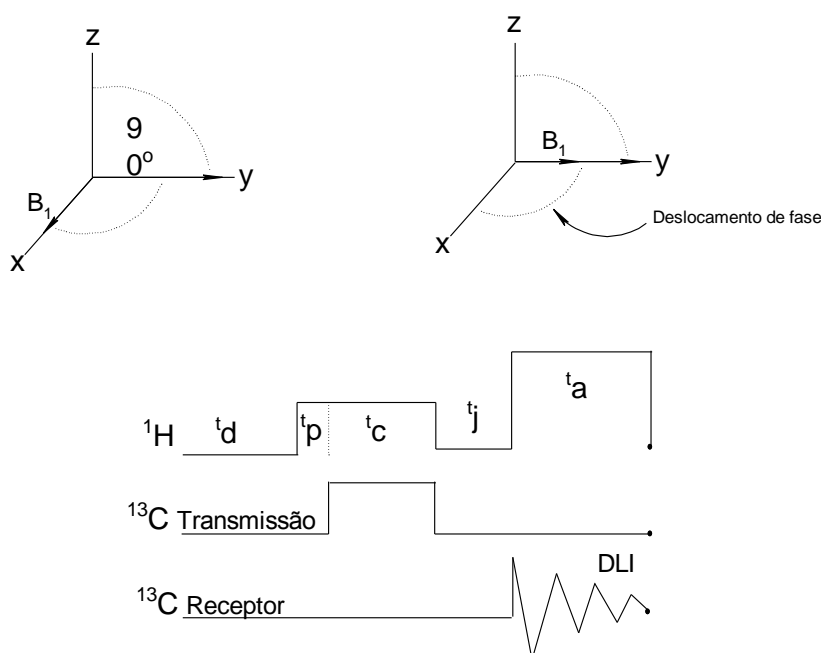 z
9
0º
B₁
y
x
z
B₁
y
x
Deslocamento de fase
¹H
td
tp
tc
tj
ta
¹³C Transmissão
¹³C Receptor
DLI